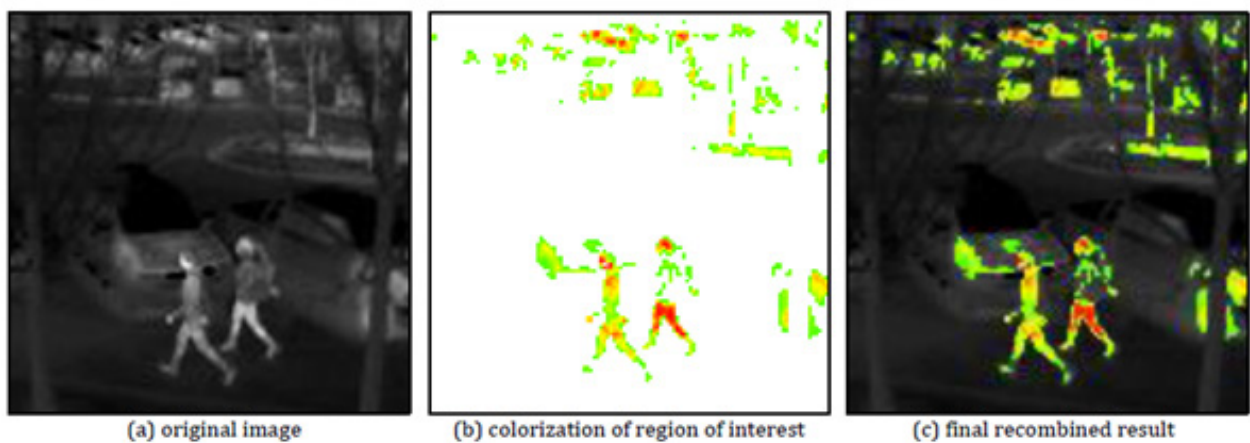 (a) original image
(b) colorization of region of interest
(c) final recombined result